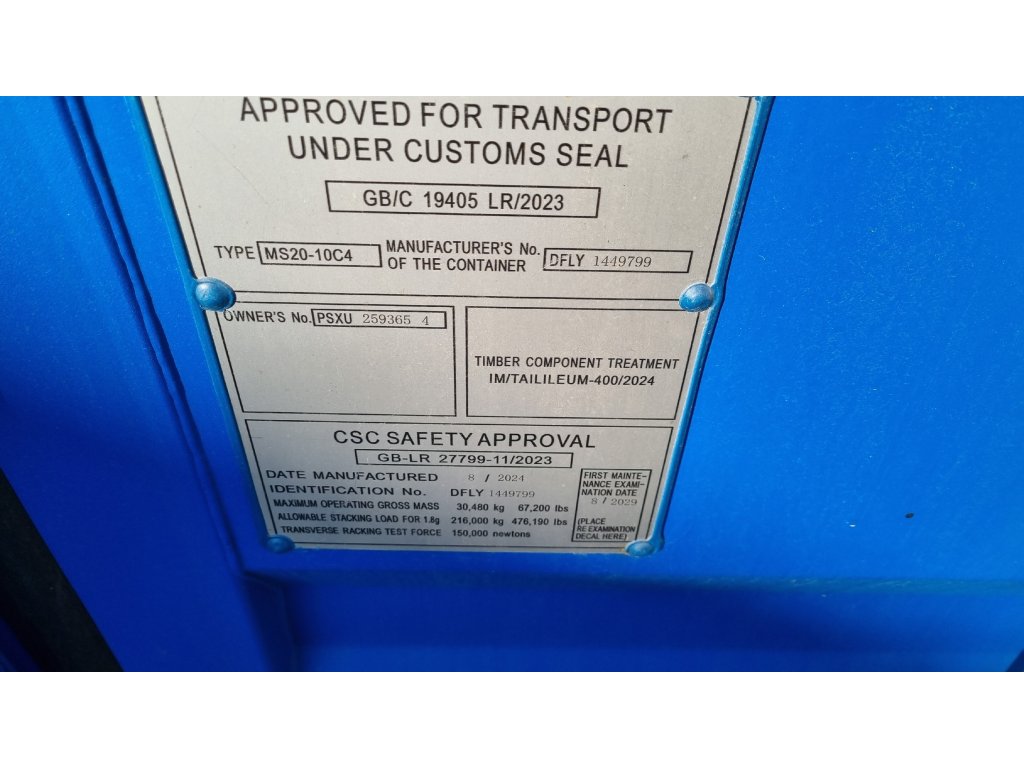 APPROVED FOR TRANSPORT
UNDER CUSTOMS SEAL
GB/C 19405 LR/2023
TYPE MS20-10C4 MANUFACTURER'S No. OF THE CONTAINER DFLY 1449799
OWNER'S No. PSXU 259365 4
TIMBER COMPONENT TREATMENT
IM/TAILILEUM-400/2024
CSC SAFETY APPROVAL
GB-LR 27799-11/2023
DATE MANUFACTURED 8 / 2024
IDENTIFICATION No. DFLY 1449799
MAXIMUM OPERATING GROSS MASS 30,480 kg 67,200 lbs
ALLOWABLE STACKING LOAD FOR 1.8g 216,000 kg 476,190 lbs
TRANSVERSE RACKING TEST FORCE 150,000 newtons
FIRST MAINTE-
NANCE EXAMI-
NATION DATE
8 / 2029
(PLACE
RE EXAMINATION
DECAL HERE)